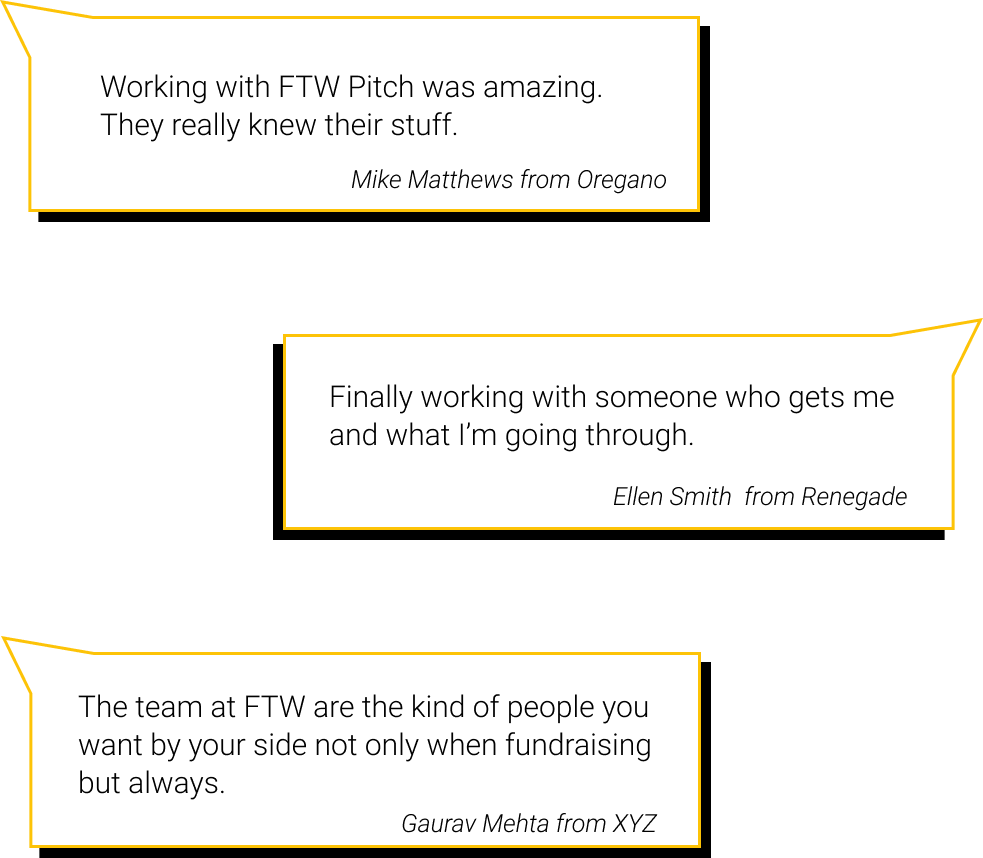 Working with FTW Pitch was amazing.
They really knew their stuff.
Mike Matthews from Oregano
Finally working with someone who gets me
and what I’m going through.
Ellen Smith  from Renegade
The team at FTW are the kind of people you
want by your side not only when fundraising
but always.
Gaurav Mehta from XYZ